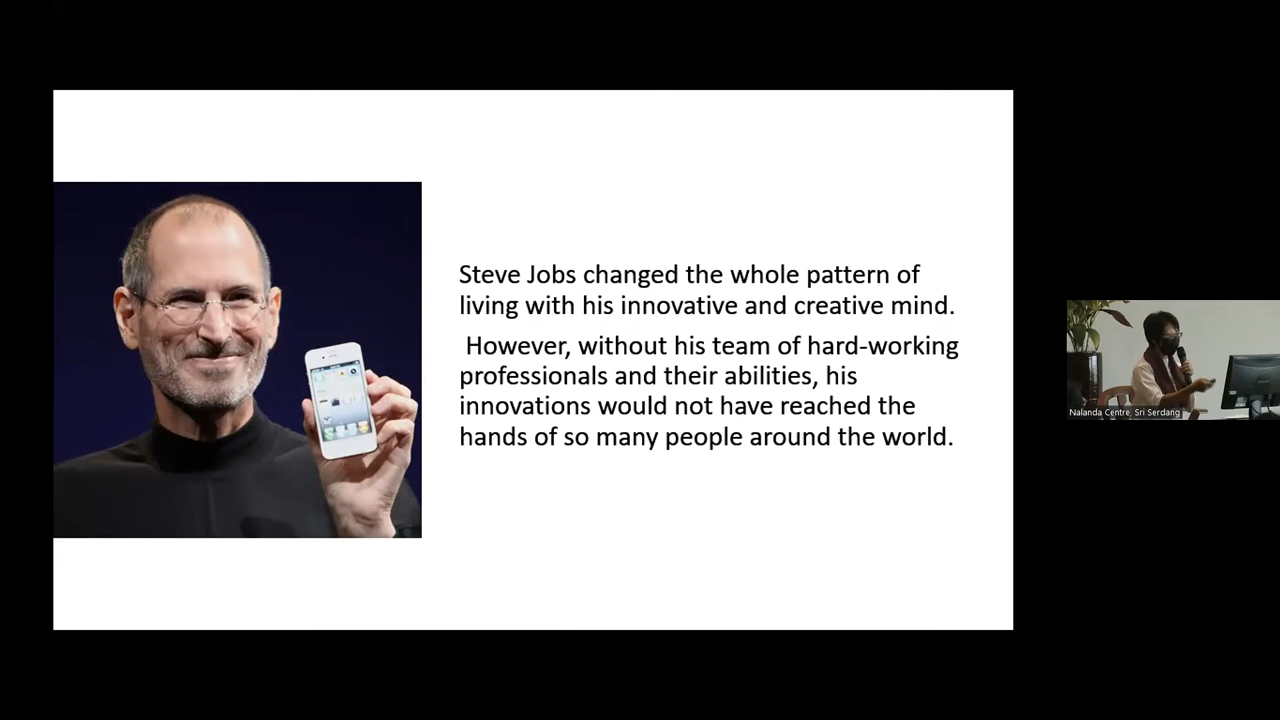 Steve Jobs changed the whole pattern of
living with his innovative and creative mind.
However, without his team of hard-working
professionals and their abilities, his
innovations would not have reached the
hands of so many people around the world.
Nalanda Centre, Sri Serdang